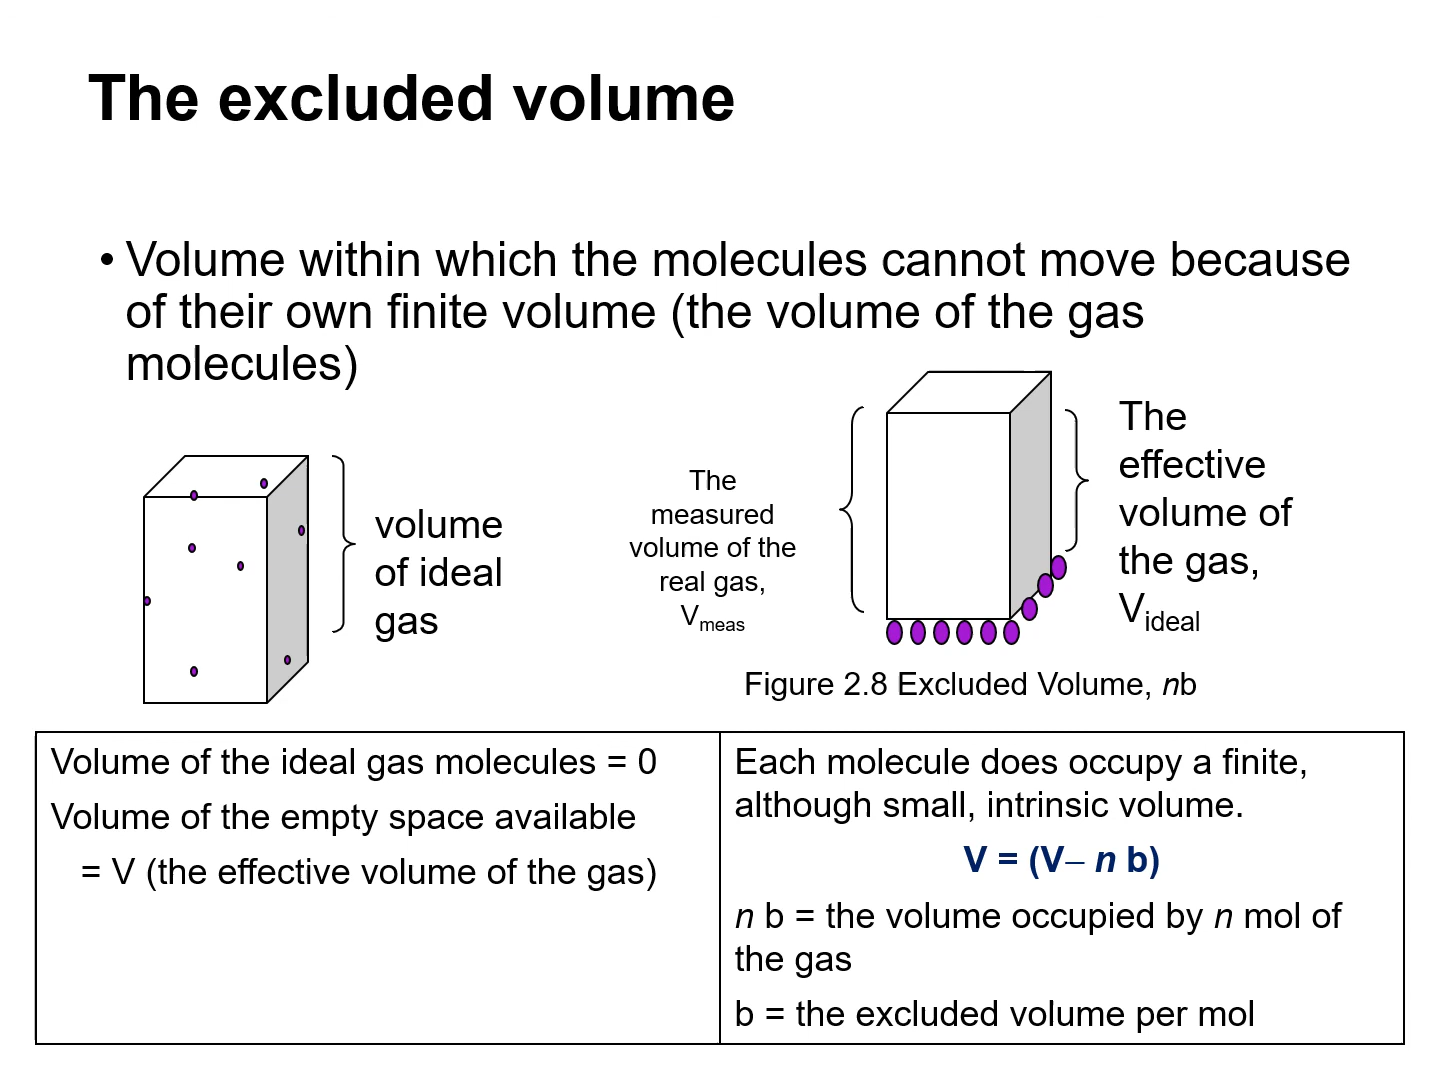 The excluded volume
• Volume within which the molecules cannot move because
of their own finite volume (the volume of the gas
molecules)
volume
of ideal
gas
The
measured
volume of the
real gas,
Vmeas
The
effective
volume of
the gas,
Videal
Figure 2.8 Excluded Volume, nb
Volume of the ideal gas molecules = 0
Volume of the empty space available
= V (the effective volume of the gas)
Each molecule does occupy a finite,
although small, intrinsic volume.
V = (V– n b)
n b = the volume occupied by n mol of
the gas
b = the excluded volume per mol